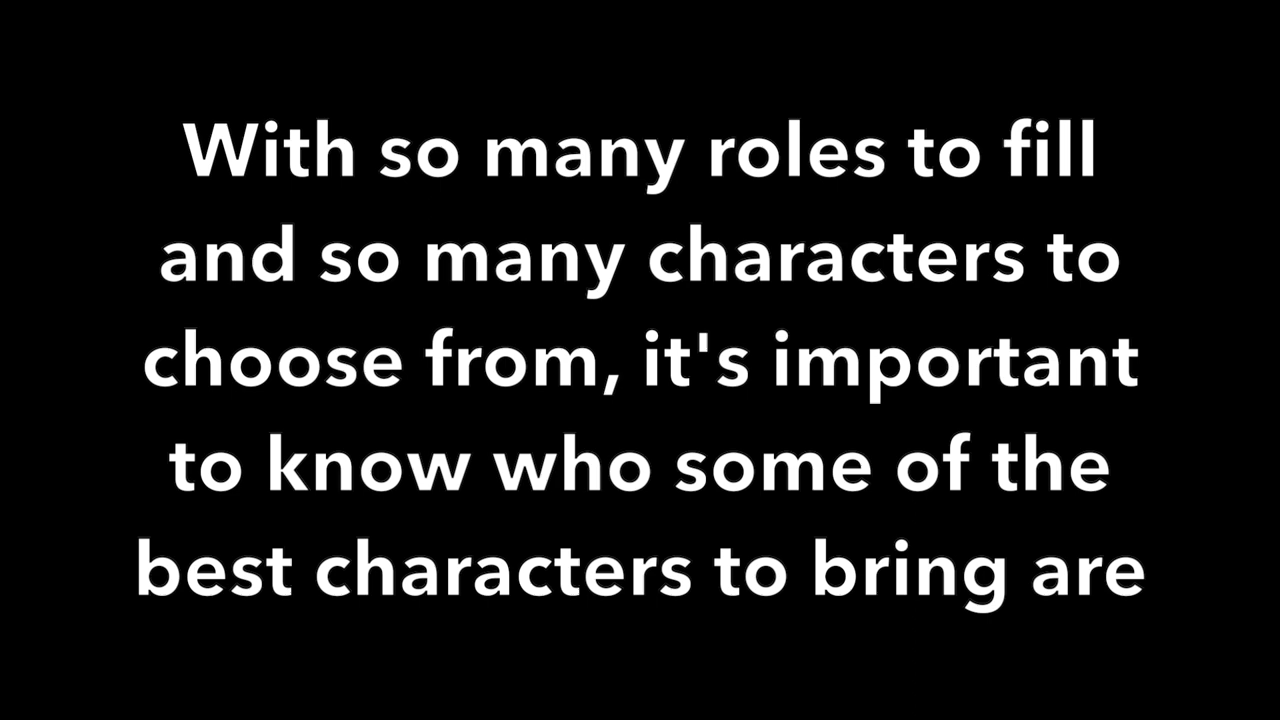 With so many roles to fill
and so many characters to
choose from, it's important
to know who some of the
best characters to bring are